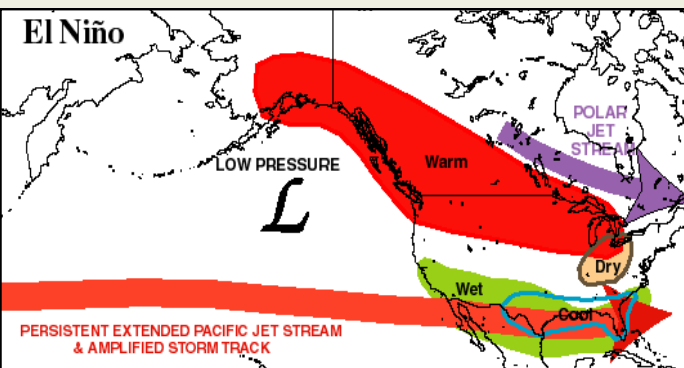 El Niño
POLAR
JET
STREAM
LOW PRESSURE
Warm
L
Dry
Wet
Cool
PERSISTENT EXTENDED PACIFIC JET STREAM
& AMPLIFIED STORM TRACK